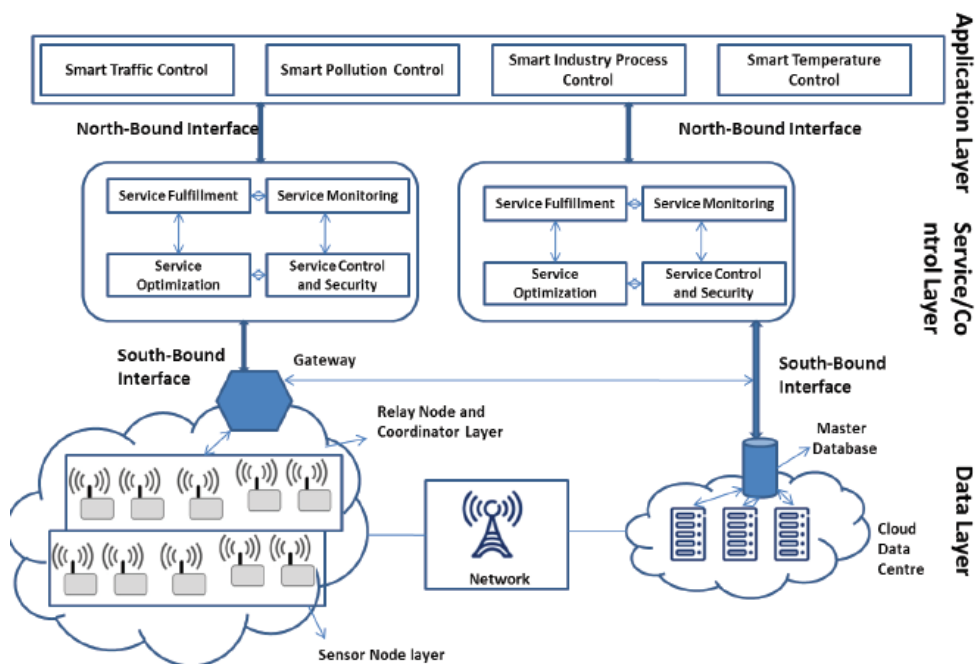 Smart Traffic Control
Smart Pollution Control
Smart Industry Process
Control
Smart Temperature
Control
Application Layer
North-Bound Interface
North-Bound Interface
Service Fulfillment
Service Monitoring
Service
Optimization
Service Control
and Security
Service Fulfillment
Service Monitoring
Service
Optimization
Service Control
and Security
Service/Co
ntrol Layer
South-Bound
Interface
Gateway
South-Bound
Interface
Relay Node and
Coordinator Layer
Master
Database
Network
Cloud
Data
Centre
Data Layer
Sensor Node layer